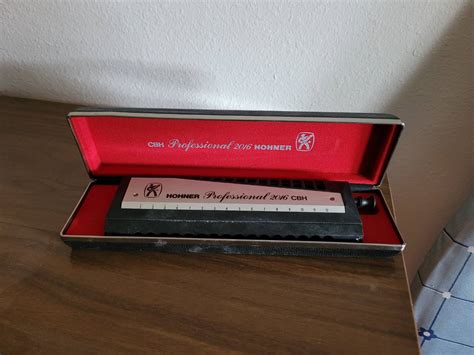 CBH Professional 2016 HOHNER
HOHNER Professional 2016 CBH